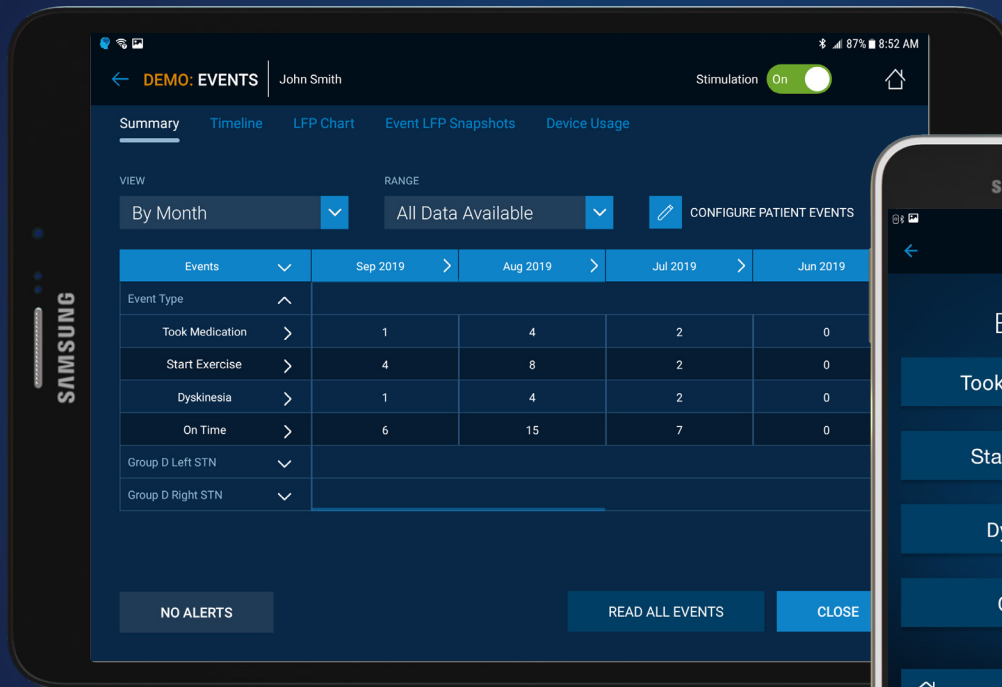 87% 8:52 AM
DEMO: EVENTS John Smith Stimulation On
Summary Timeline LFP Chart Event LFP Snapshots Device Usage
VIEW RANGE
By Month All Data Available CONFIGURE PATIENT EVENTS
Events Sep 2019 Aug 2019 Jul 2019 Jun 2019
Event Type
Took Medication 1 4 2 0
Start Exercise 4 8 2 0
Dyskinesia 1 4 2 0
On Time 6 15 7 0
Group D Left STN
Group D Right STN
NO ALERTS READ ALL EVENTS CLOSE
SAMSUNG
Took